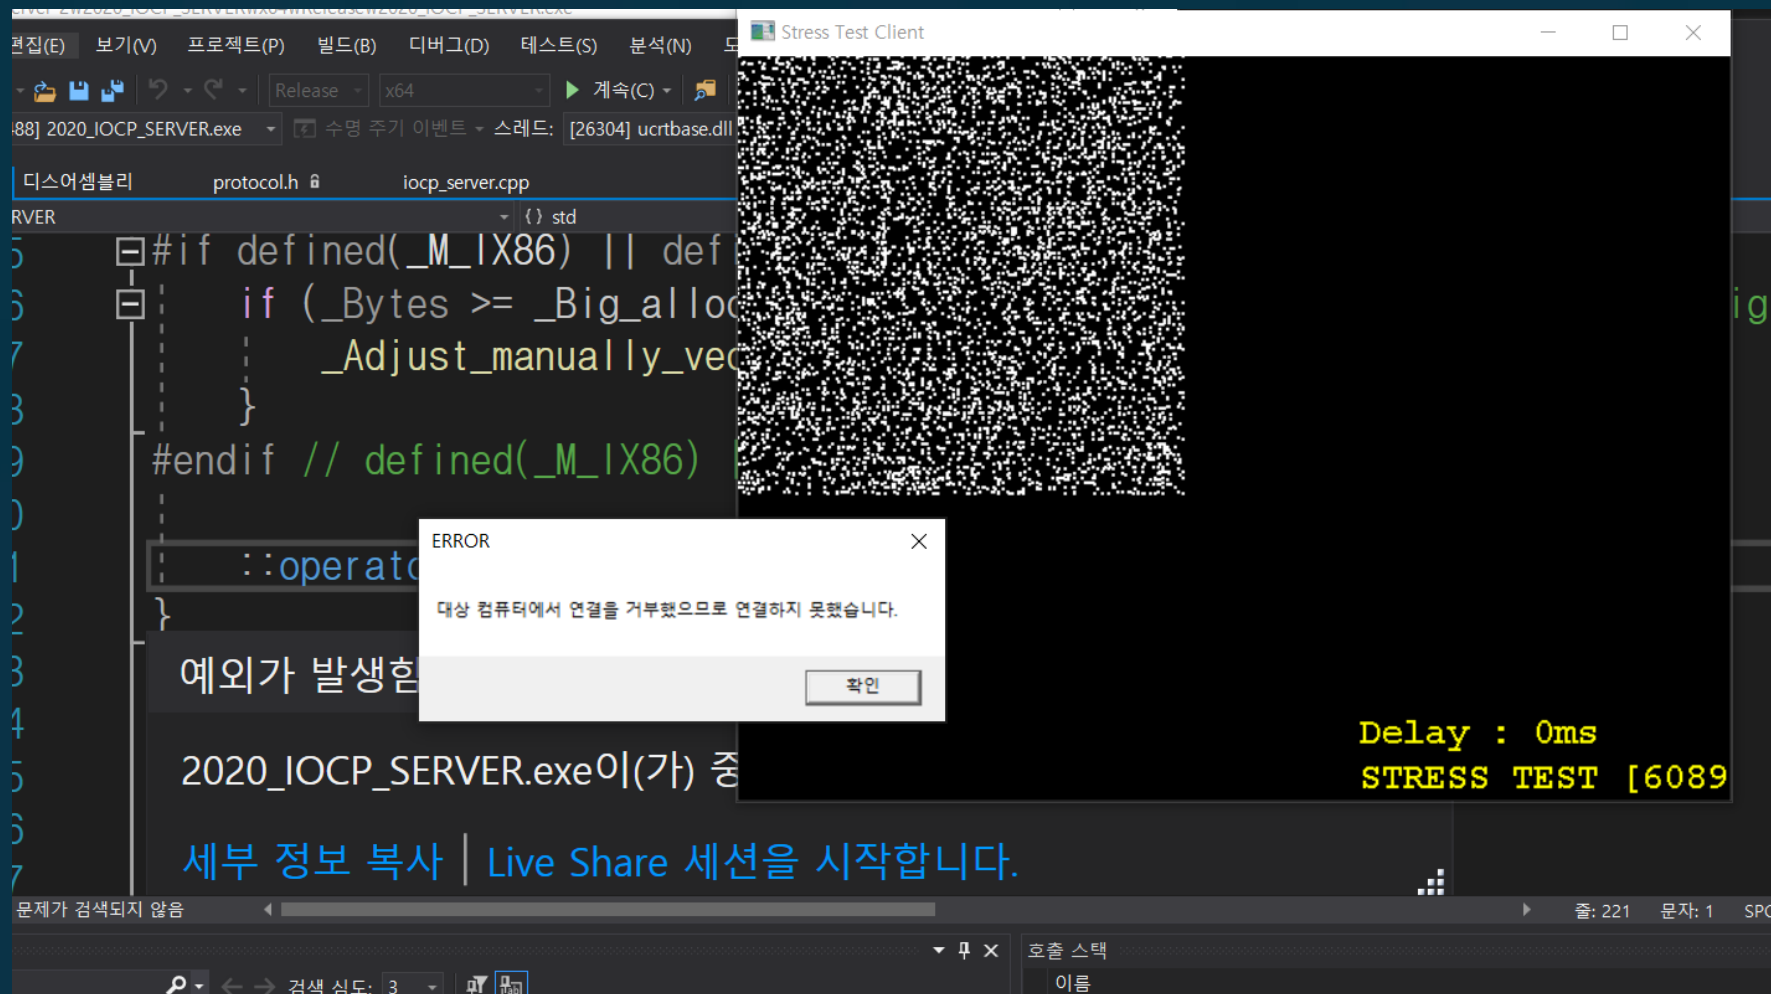 Stress Test Client
편집(E) 보기(V) 프로젝트(P) 빌드(B) 디버그(D) 테스트(S) 분석(N)
Release x64 계속(C)
88] 2020_IOCP_SERVER.exe 수명 주기 이벤트 스레드: [26304] ucrtbase.dll
디스어셈블리 protocol.h iocp_server.cpp
RVER {} std
#if defined(_M_IX86) || def
if (_Bytes >= _Big_alloc
_Adjust_manually_vec
}
#endif // defined(_M_IX86)
::operato
}
ERROR
대상 컴퓨터에서 연결을 거부했으므로 연결하지 못했습니다.
확인
예외가 발생함
2020_IOCP_SERVER.exe이(가) 중
세부 정보 복사 | Live Share 세션을 시작합니다.
Delay : 0ms
STRESS TEST [6089
문제가 검색되지 않음 줄: 221 문자: 1 SPC
호출 스택
검색 심도: 3 이름